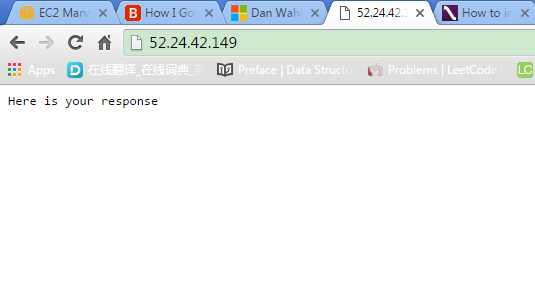 EC2 Mana
How I Go
Dan Wahl
52.24.42.
How to in
52.24.42.149
Apps
在线翻译_在线词典_
Preface | Data Structu
Problems | LeetCode
LC
Here is your response